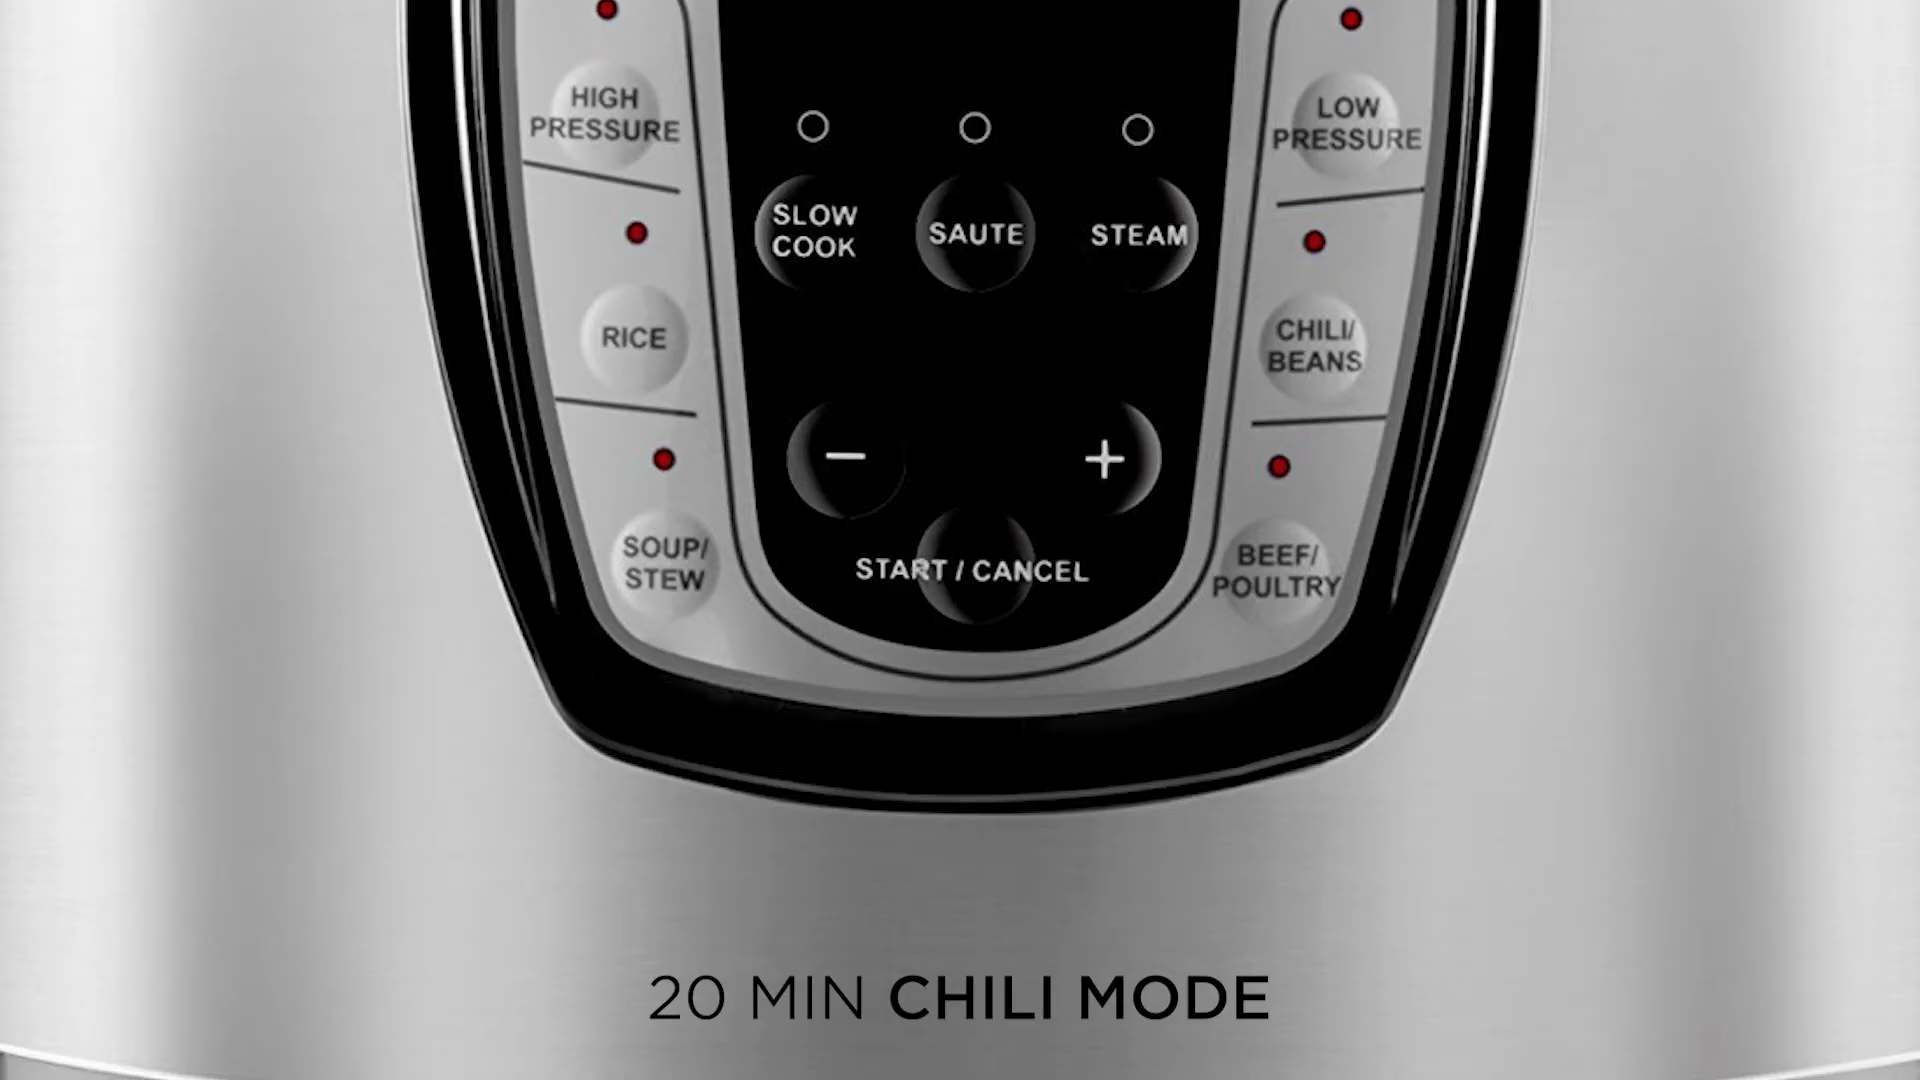 HIGH
PRESSURE
LOW
PRESSURE
SLOW
COOK
SAUTE
STEAM
RICE
CHILI/
BEANS
−
+
SOUP/
STEW
START / CANCEL
BEEF/
POULTRY
20 MIN CHILI MODE